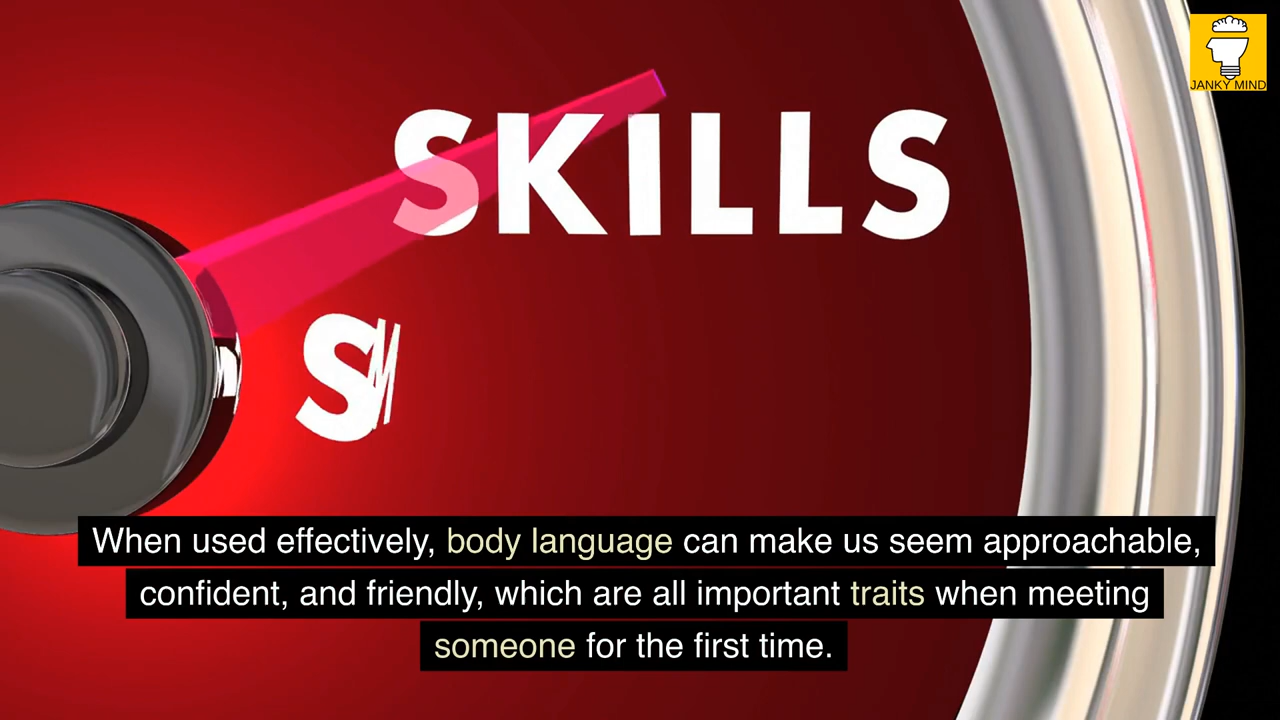 JANKY MIND
SKILLS
S
When used effectively, body language can make us seem approachable,
confident, and friendly, which are all important traits when meeting
someone for the first time.